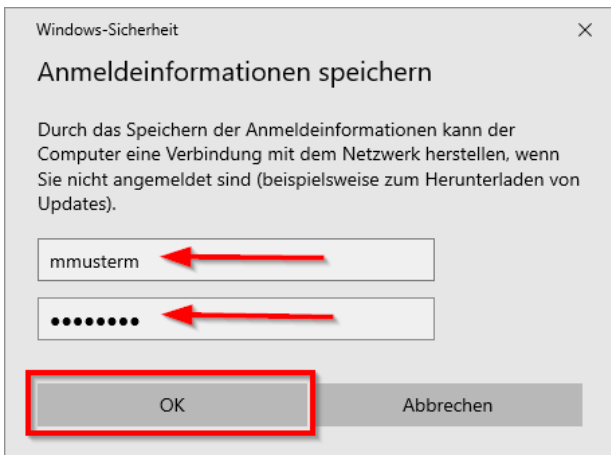 Windows-Sicherheit
Anmeldeinformationen speichern
Durch das Speichern der Anmeldeinformationen kann der
Computer eine Verbindung mit dem Netzwerk herstellen, wenn
Sie nicht angemeldet sind (beispielsweise zum Herunterladen von
Updates).
mmusterm
●●●●●●●●
OK Abbrechen